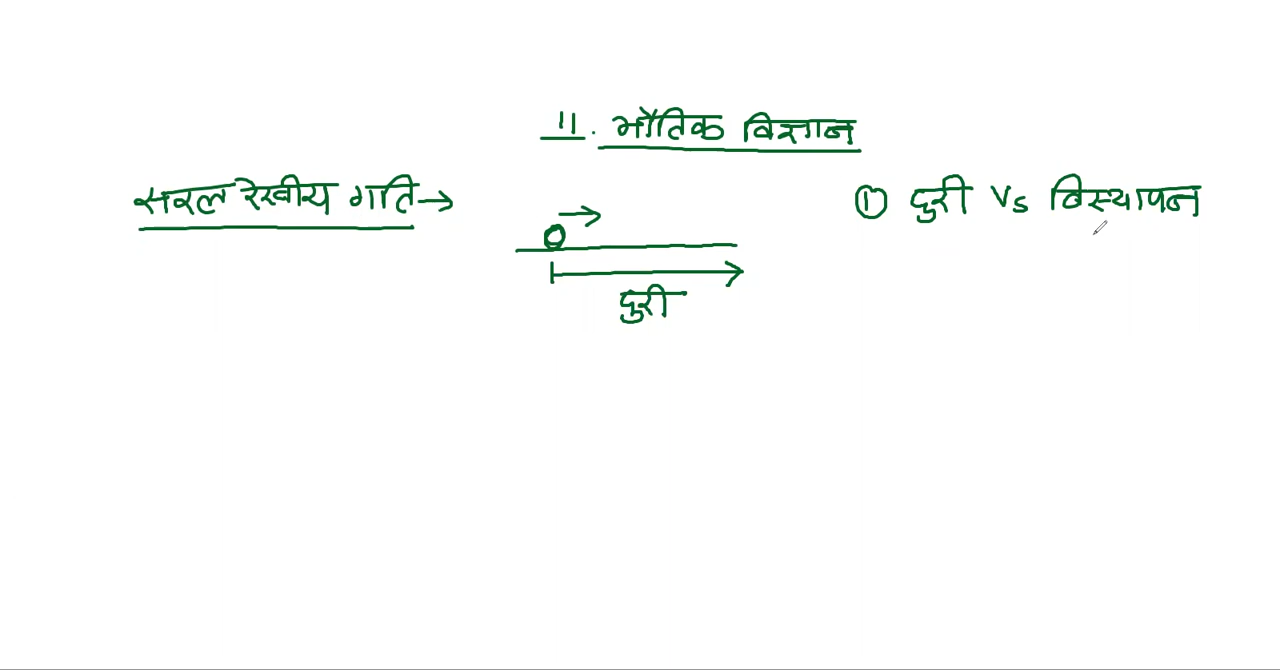 11. भौतिक विज्ञान
सरल रेखीय गति →
① दुरी Vs विस्थापन
दुरी